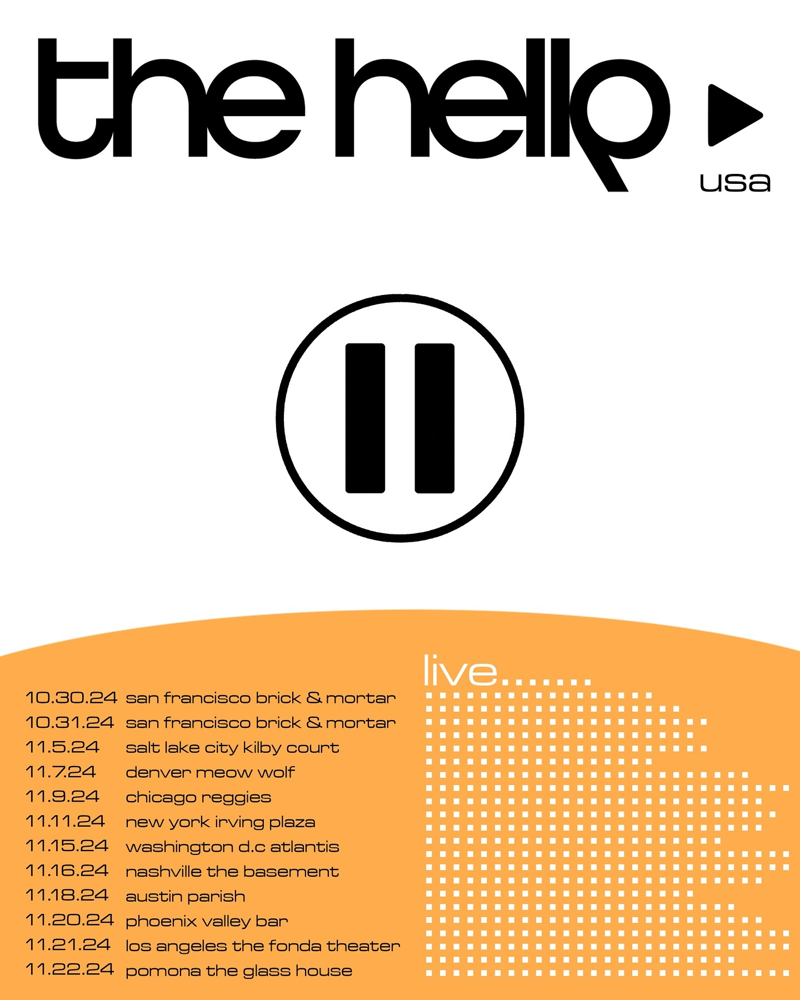 the hellp
usa
live.......
10.30.24 san francisco brick & mortar
10.31.24 san francisco brick & mortar
11.5.24 salt lake city kilby court
11.7.24 denver meow wolf
11.9.24 chicago reggies
11.11.24 new york irving plaza
11.15.24 washington d.c atlantis
11.16.24 nashville the basement
11.18.24 austin parish
11.20.24 phoenix valley bar
11.21.24 los angeles the fonda theater
11.22.24 pomona the glass house